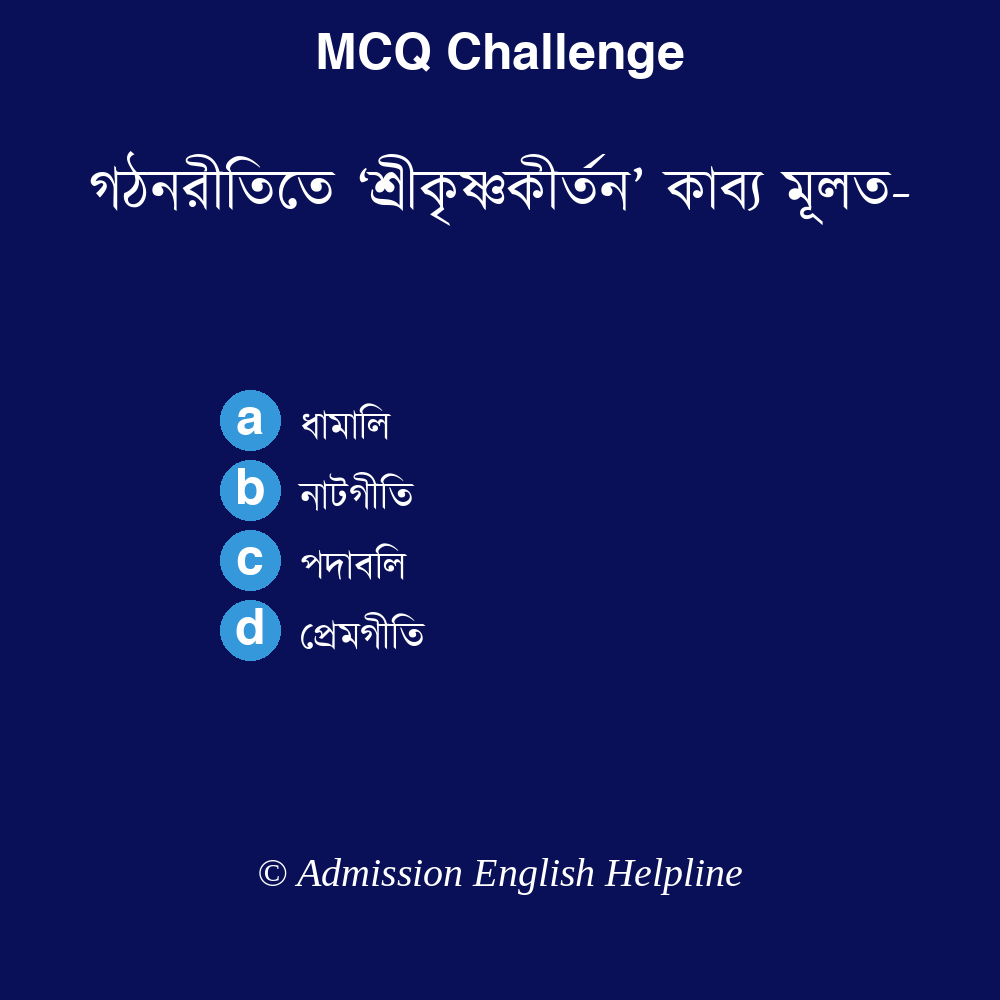 MCQ Challenge
গঠনরীতিতে ‘শ্রীকৃষ্ণকীর্তন’ কাব্য মূলত-
a ধামালি
b নাটগীতি
c পদাবলি
d প্রেমগীতি
© Admission English Helpline